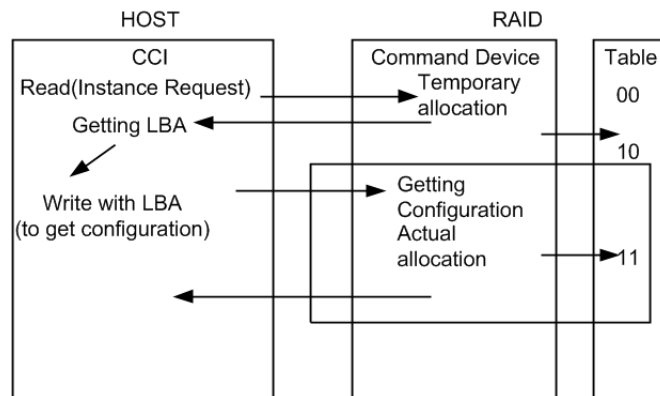 HOST
RAID
CCI
Command Device
Table
Read(Instance Request)
Temporary
allocation
00
Getting LBA
10
Write with LBA
(to get configuration)
Getting
Configuration
Actual
allocation
11